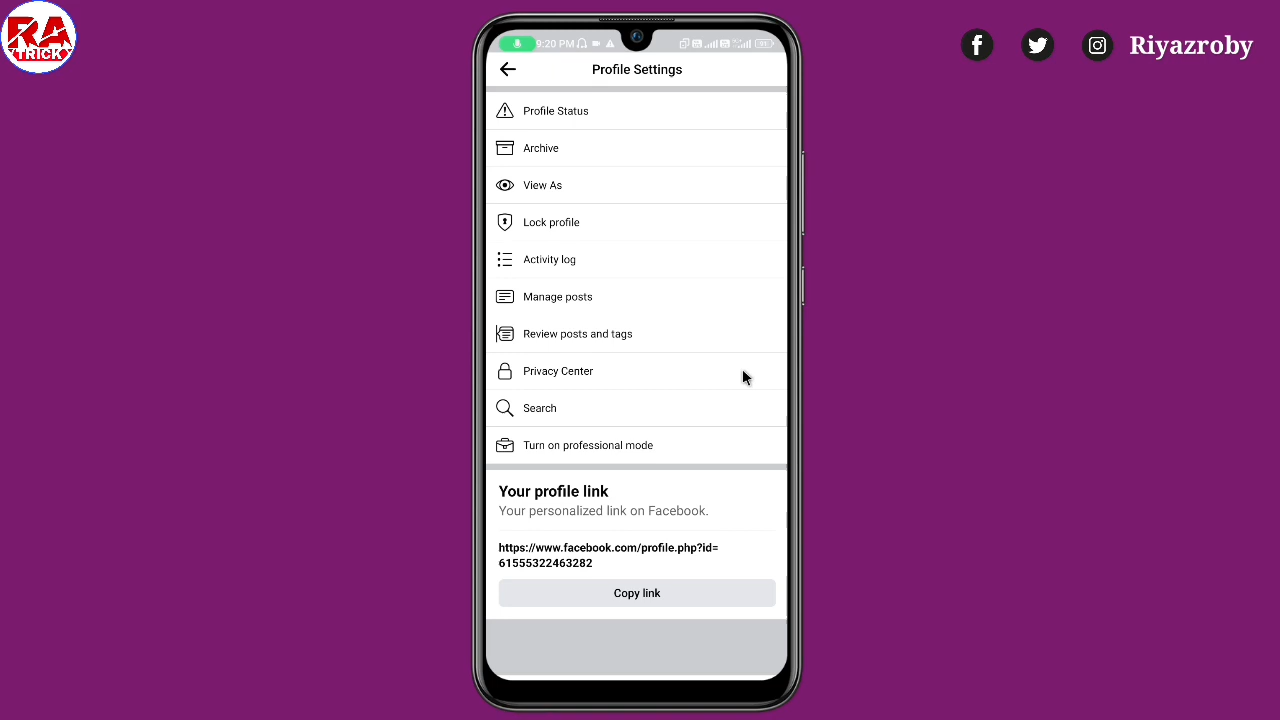 RA
TRICK
9:20 PM
Riyazroby
Profile Settings
Profile Status
Archive
View As
Lock profile
Activity log
Manage posts
Review posts and tags
Privacy Center
Search
Turn on professional mode
Your profile link
Your personalized link on Facebook.
https://www.facebook.com/profile.php?id=
61555322463282
Copy link